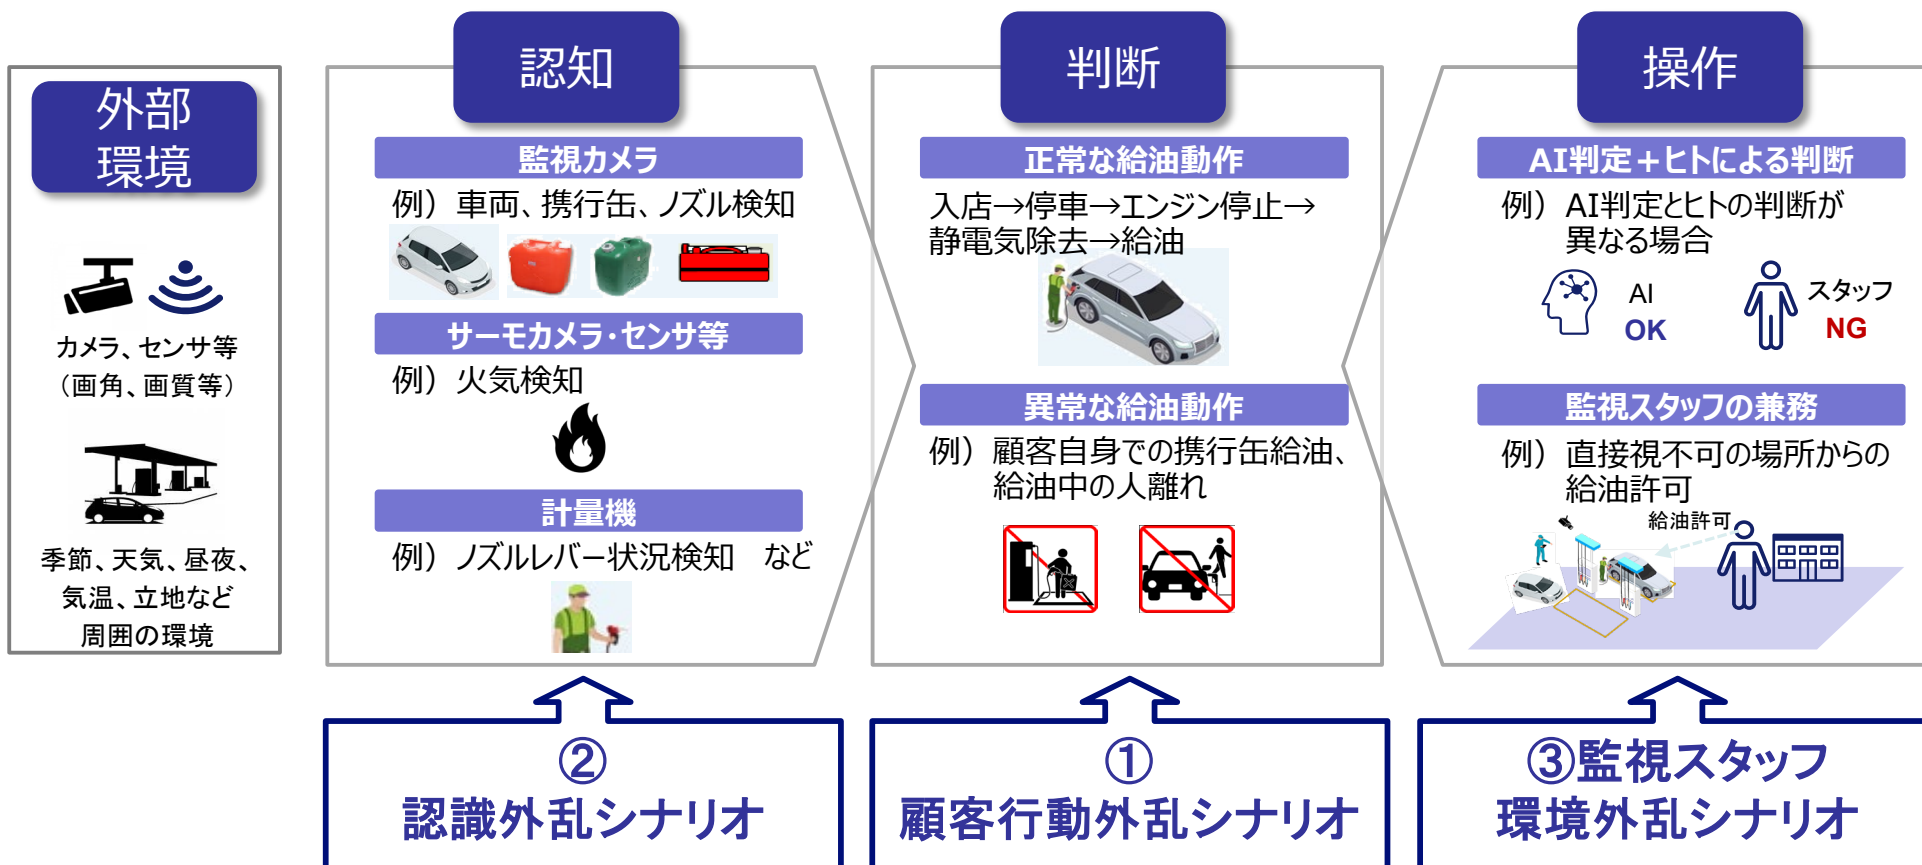 外部
環境
カメラ、センサ等
（画角、画質等）
季節、天気、昼夜、
気温、立地など
周囲の環境
認知
監視カメラ
例）車両、携行缶、ノズル検知
サーモカメラ・センサ等
例）火気検知
計量機
例）ノズルレバー状況検知　など
②
認識外乱シナリオ
判断
正常な給油動作
入店→停車→エンジン停止→
静電気除去→給油
異常な給油動作
例）顧客自身での携行缶給油、
給油中の人離れ
①
顧客行動外乱シナリオ
操作
AI判定＋ヒトによる判断
例）AI判定とヒトの判断が
異なる場合
AI
OK
スタッフ
NG
監視スタッフの兼務
例）直接視不可の場所からの
給油許可
給油許可
③監視スタッフ
環境外乱シナリオ